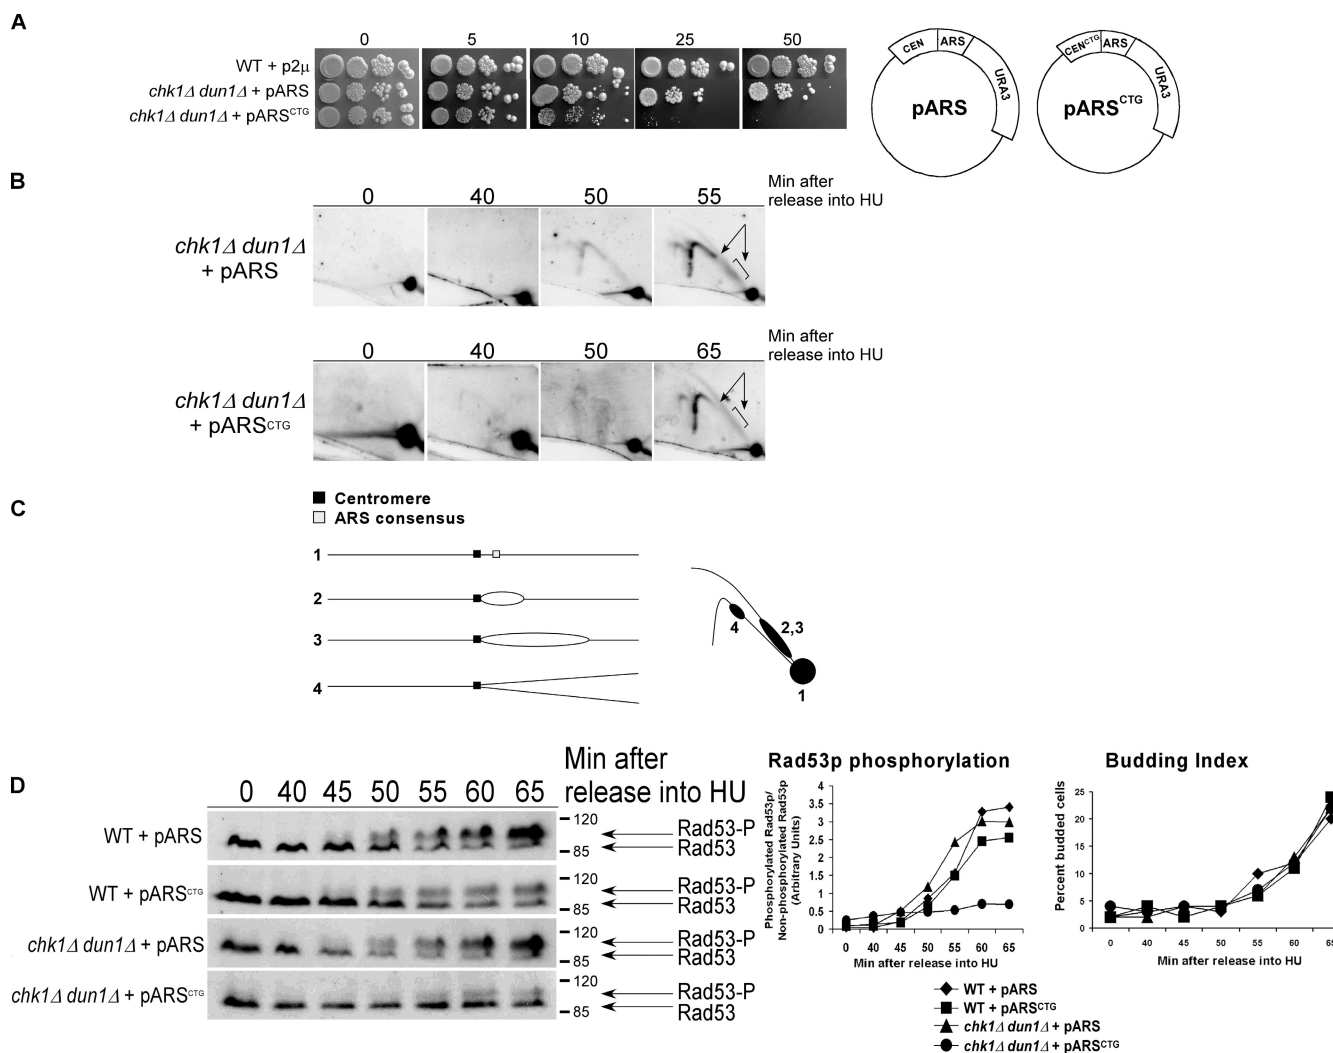 A
0 5 10 25 50
WT + p2μ
chk1Δ dun1Δ + pARS
chk1Δ dun1Δ + pARSCTG
CEN ARS URA3
pARS
CENCTG ARS URA3
pARSCTG
B
0 40 50 55
Min after
release into HU
chk1Δ dun1Δ
+ pARS
0 40 50 65
Min after
release into HU
chk1Δ dun1Δ
+ pARSCTG
C
Centromere
ARS consensus
1
2
3
4
4 2,3
1
D
0 40 45 50 55 60 65
Min after
release into HU
WT + pARS
120
85
Rad53-P
Rad53
WT + pARSCTG
120
85
Rad53-P
Rad53
chk1Δ dun1Δ + pARS
120
85
Rad53-P
Rad53
chk1Δ dun1Δ + pARSCTG
120
85
Rad53-P
Rad53
Rad53p phosphorylation
Phosphorylated Rad53p/
Non-phosphorylated Rad53p
(Arbitrary Units)
4
3.5
3
2.5
2
1.5
1
0.5
0
0 40 45 50 55 60 65
Min after release into HU
Budding Index
Percent budded cells
25
20
15
10
5
0
0 40 45 50 55 60 65
Min after release into HU
WT + pARS
WT + pARSCTG
chk1Δ dun1Δ + pARS
chk1Δ dun1Δ + pARSCTG